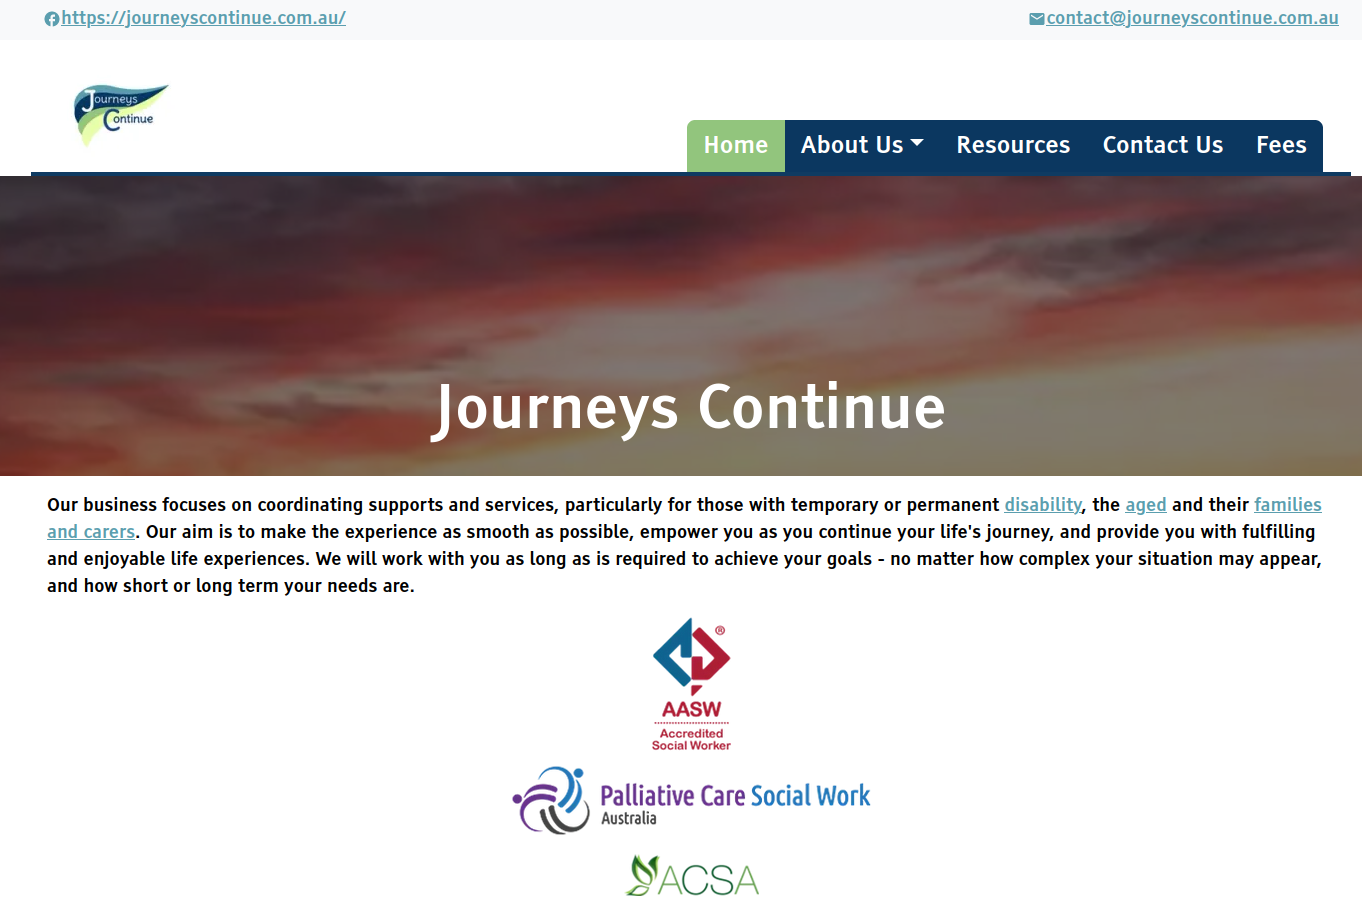 https://journeyscontinue.com.au/
contact@journeyscontinue.com.au
Journeys
Continue
Home
About Us
Resources
Contact Us
Fees
Journeys Continue
Our business focuses on coordinating supports and services, particularly for those with temporary or permanent disability, the aged and their families
and carers. Our aim is to make the experience as smooth as possible, empower you as you continue your life's journey, and provide you with fulfilling
and enjoyable life experiences. We will work with you as long as is required to achieve your goals - no matter how complex your situation may appear,
and how short or long term your needs are.
®
AASW
Accredited
Social Worker
Palliative Care Social Work
Australia
ACSA